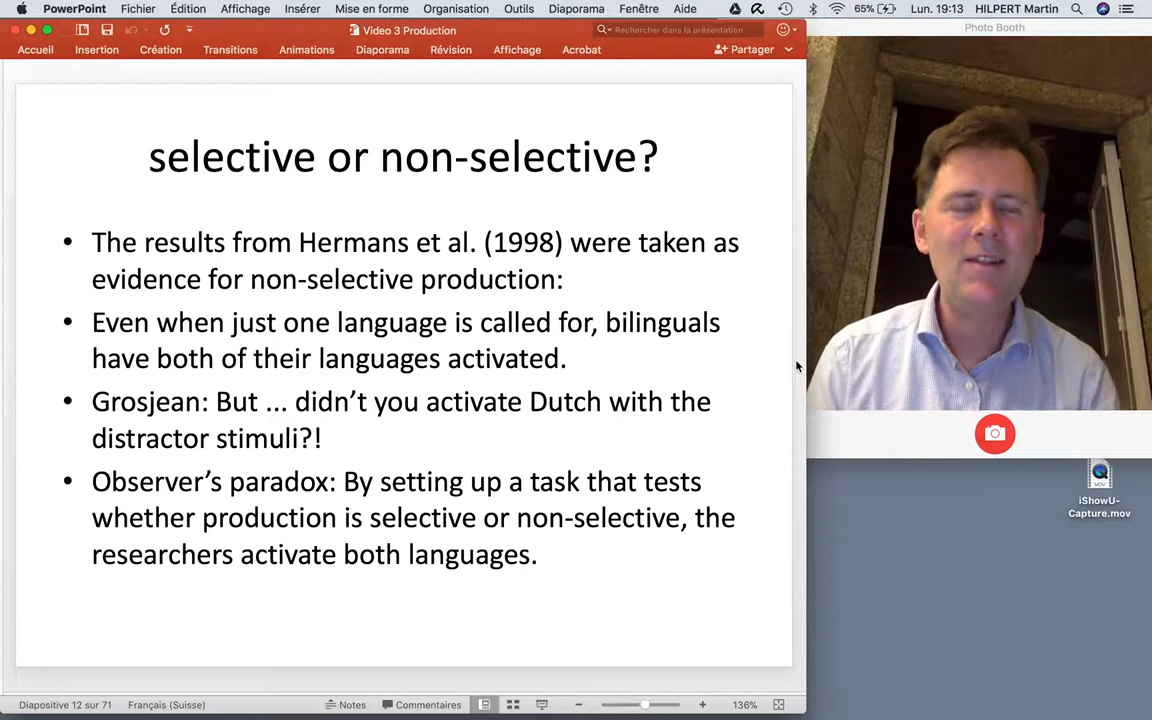 PowerPoint Fichier Édition Affichage Insérer Mise en forme Organisation Outils Diaporama Fenêtre Aide 65% Lun. 19:13 HILPERT Martin
Video 3 Production
Rechercher dans la présentation
Accueil Insertion Création Transitions Animations Diaporama Révision Affichage Acrobat Partager
Photo Booth
selective or non-selective?
• The results from Hermans et al. (1998) were taken as
evidence for non-selective production:
• Even when just one language is called for, bilinguals
have both of their languages activated.
• Grosjean: But ... didn’t you activate Dutch with the
distractor stimuli?!
• Observer’s paradox: By setting up a task that tests
whether production is selective or non-selective, the
researchers activate both languages.
MOV
iShowU-
Capture.mov
Diapositive 12 sur 71 Français (Suisse) Notes Commentaires 136%